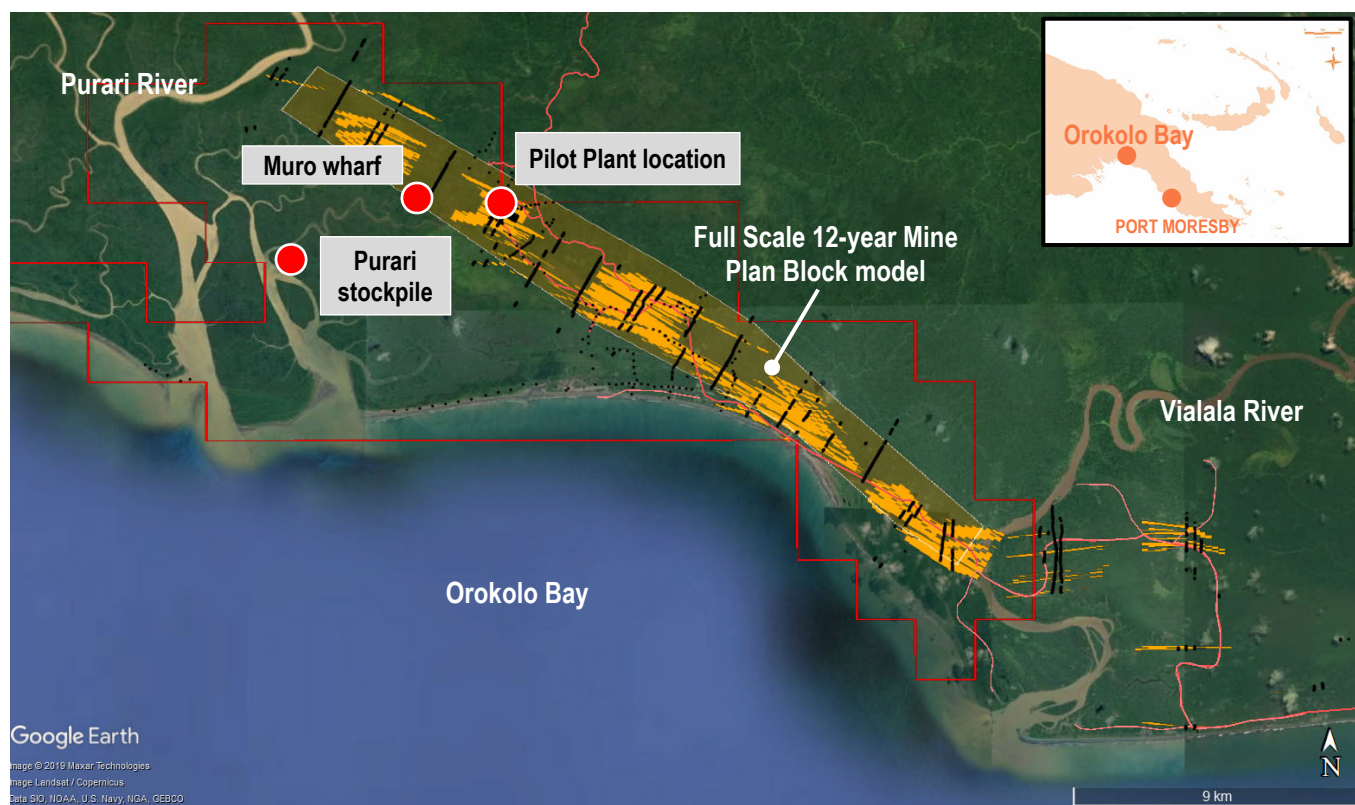 Purari River
Muro wharf
Pilot Plant location
Purari
stockpile
Full Scale 12-year Mine
Plan Block model
Vialala River
Orokolo Bay
Orokolo Bay
PORT MORESBY
Google Earth
Image © 2019 Maxar Technologies
Image Landsat / Copernicus
Data SIO, NOAA, U.S. Navy, NGA, GEBCO
N
9 km